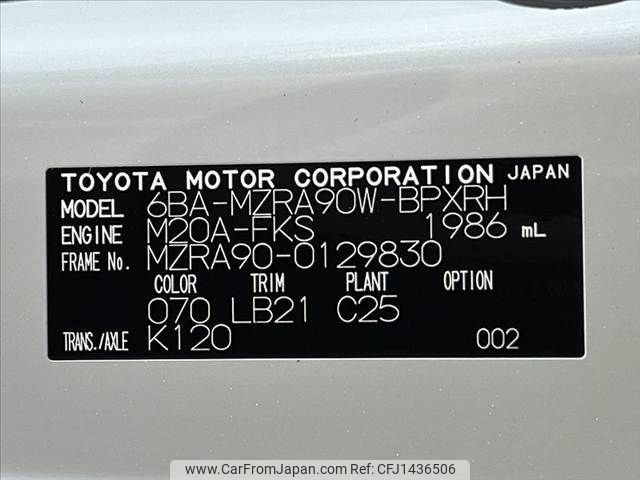 TOYOTA MOTOR CORPORATION JAPAN
MODEL 6BA-MZRA90W-BPXRH
ENGINE M20A-FKS 1986 mL
FRAME No. MZRA90-0129830
COLOR TRIM PLANT OPTION
070 LB21 C25
TRANS./AXLE K120 002
www.CarFromJapan.com - CFJ1436506